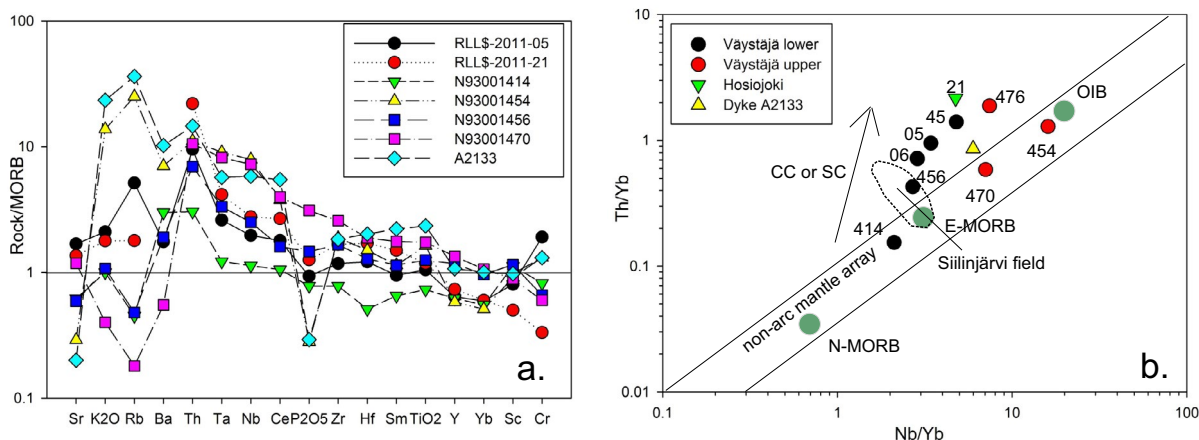 100
10
1
0.1
Rock/MORB
RLL$-2011-05
RLL$-2011-21
N93001414
N93001454
N93001456
N93001470
A2133
a.
Sr K2O Rb Ba Th Ta Nb Ce P2O5 Zr Hf Sm TiO2 Y Yb Sc Cr
b.
10
1
0.1
0.01
Th/Yb
Väystäjä lower
Väystäjä upper
Hosiojoki
Dyke A2133
21
476
OIB
45
05
454
06
CC or SC
456
470
E-MORB
414
Siilinjärvi field
non-arc mantle array
N-MORB
0.1 1 10 100
Nb/Yb